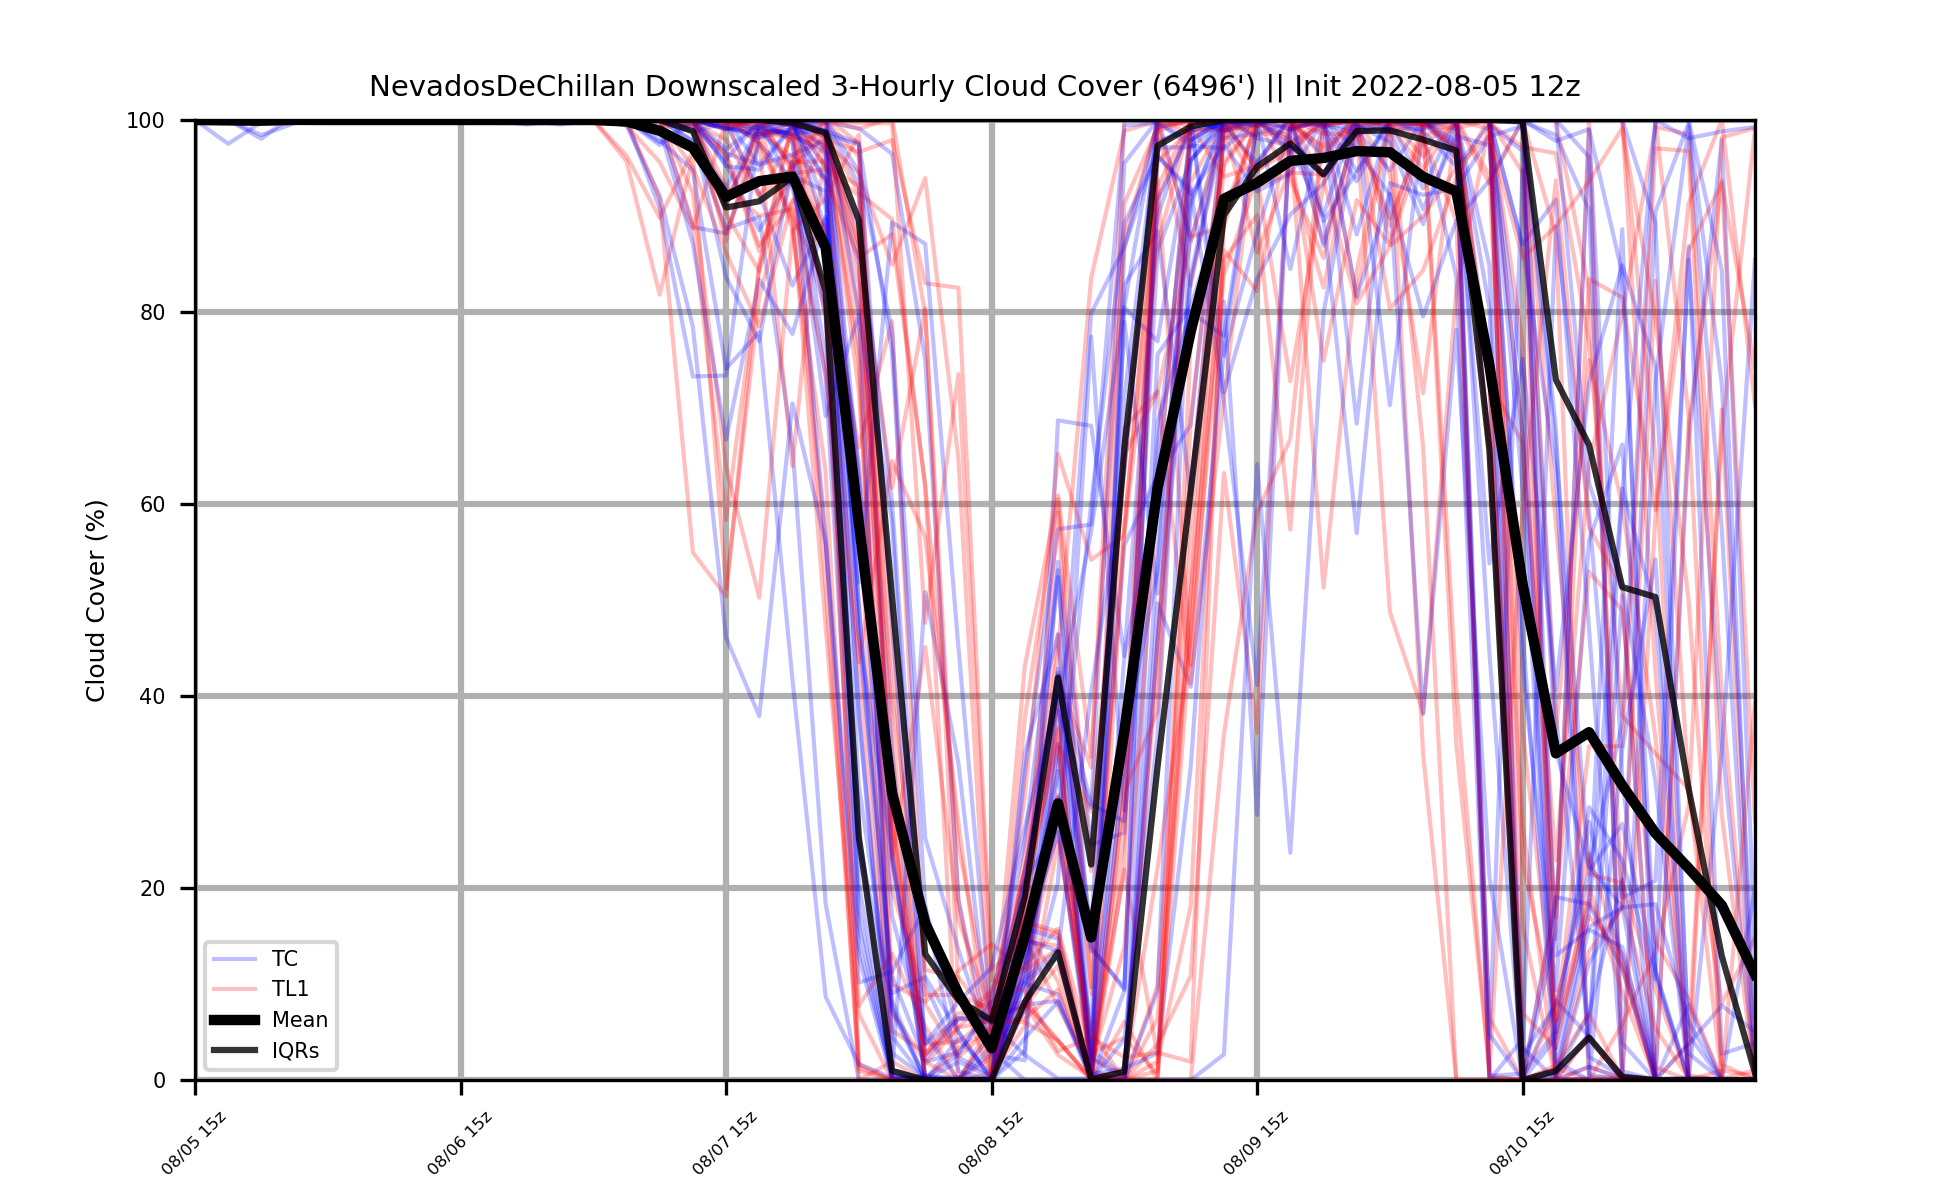 NevadosDeChillan Downscaled 3-Hourly Cloud Cover (6496') || Init 2022-08-05 12z
100
80
60
40
20
0
Cloud Cover (%)
TC
TL1
Mean
IQRs
08/05 15z
08/06 15z
08/07 15z
08/08 15z
08/09 15z
08/10 15z